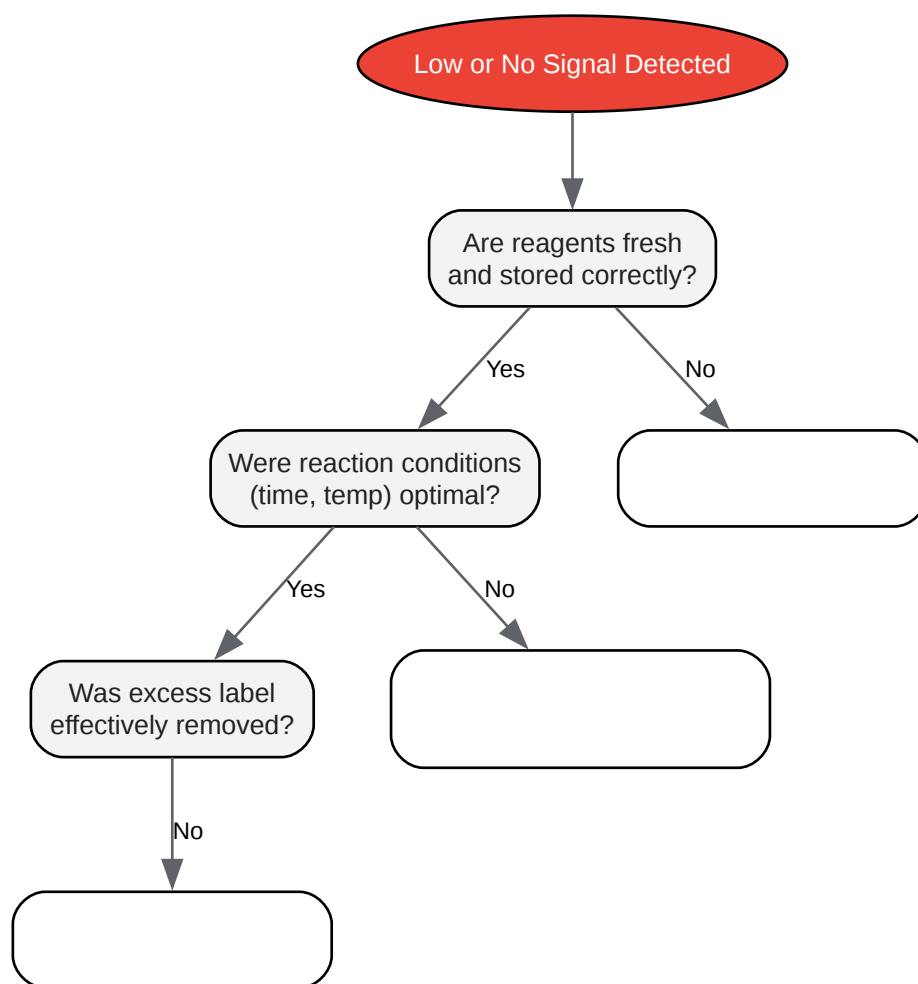 Low or No Signal Detected
Are reagents fresh
and stored correctly?
Yes
No
Were reaction conditions
(time, temp) optimal?
Yes
No
Was excess label
effectively removed?
No